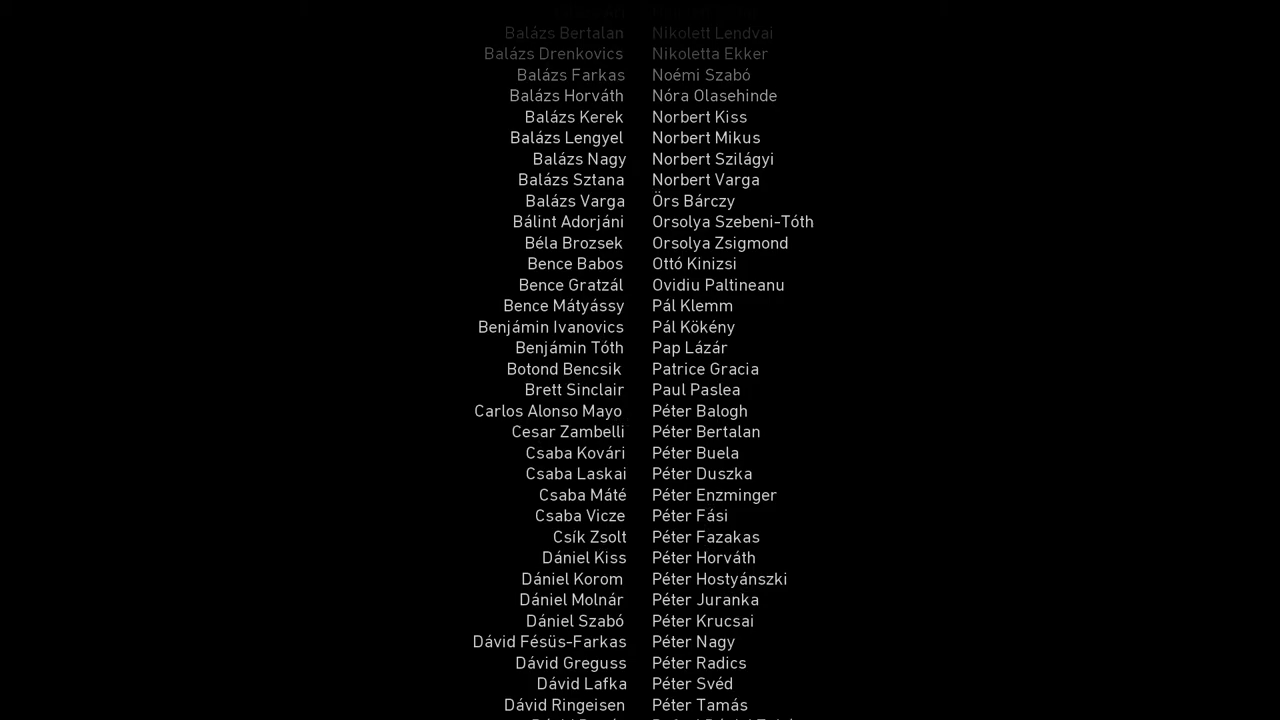 Balázs Bertalan Nikolett Lendvai
Balázs Drenkovics Nikoletta Ekker
Balázs Farkas Noémi Szabó
Balázs Horváth Nóra Olasehinde
Balázs Kerek Norbert Kiss
Balázs Lengyel Norbert Mikus
Balázs Nagy Norbert Szilágyi
Balázs Sztana Norbert Varga
Balázs Varga Örs Bárczy
Bálint Adorjáni Orsolya Szebeni-Tóth
Béla Brozsek Orsolya Zsigmond
Bence Babos Ottó Kinizsi
Bence Gratzál Ovidiu Paltineanu
Bence Mátyássy Pál Klemm
Benjámin Ivanovics Pál Kökény
Benjámin Tóth Pap Lázár
Botond Bencsik Patrice Gracia
Brett Sinclair Paul Paslea
Carlos Alonso Mayo Péter Balogh
Cesar Zambelli Péter Bertalan
Csaba Kovári Péter Buela
Csaba Laskai Péter Duszka
Csaba Máté Péter Enzminger
Csaba Vicze Péter Fási
Csík Zsolt Péter Fazakas
Dániel Kiss Péter Horváth
Dániel Korom Péter Hostyánszki
Dániel Molnár Péter Juranka
Dániel Szabó Péter Krucsai
Dávid Fésüs-Farkas Péter Nagy
Dávid Greguss Péter Radics
Dávid Lafka Péter Svéd
Dávid Ringeisen Péter Tamás